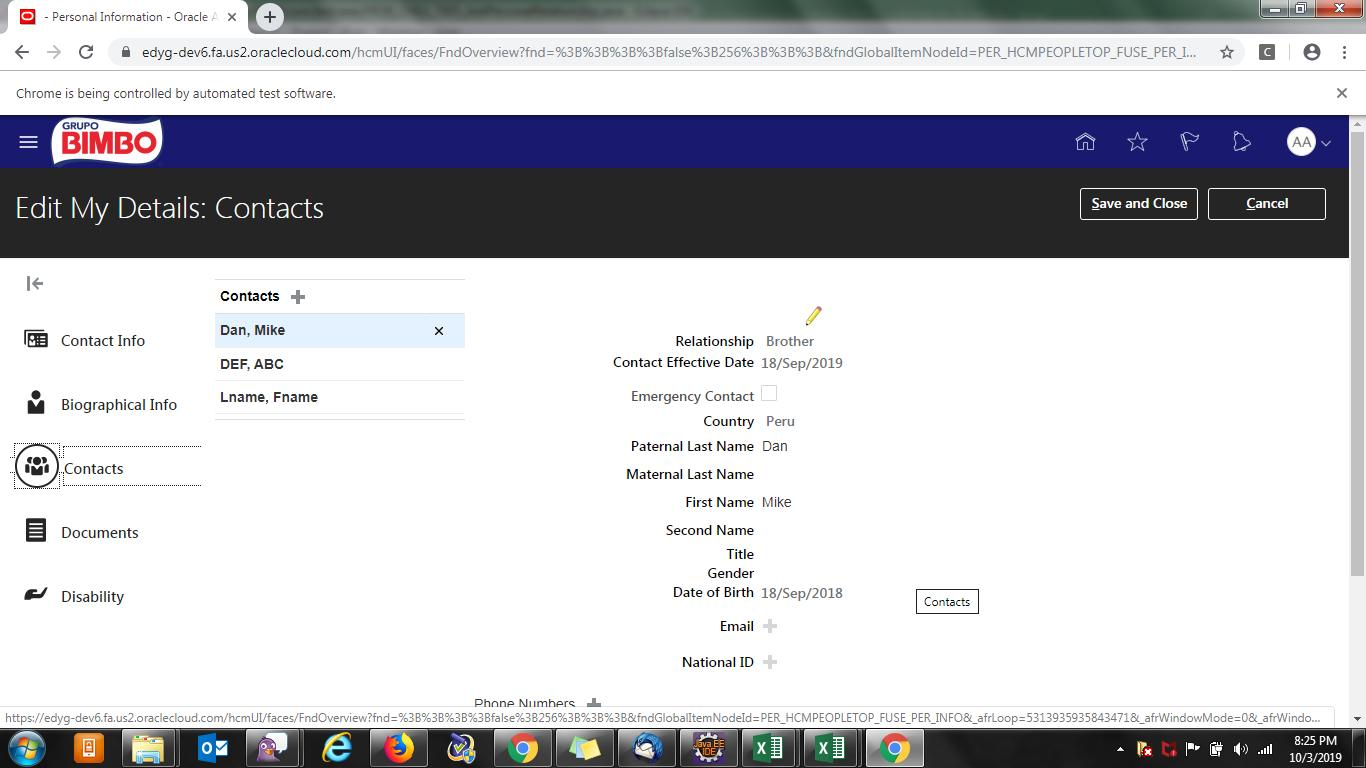 - Personal Information - Oracle A
edyg-dev6.fa.us2.oraclecloud.com/hcmUI/faces/FndOverview?fnd=%3B%3B%3B%3Bfalse%3B256%3B%3B%3B&fndGlobalItemNodeId=PER_HCMPEOPLETOP_FUSE_PER_I...
C
Chrome is being controlled by automated test software.
GRUPO
BIMBO
AA
Edit My Details: Contacts
Save and Close
Cancel
Contact Info
Biographical Info
Contacts
Documents
Disability
Contacts
Dan, Mike
DEF, ABC
Lname, Fname
Relationship Brother
Contact Effective Date 18/Sep/2019
Emergency Contact
Country Peru
Paternal Last Name Dan
Maternal Last Name
First Name Mike
Second Name
Title
Gender
Date of Birth 18/Sep/2018
Contacts
Email
National ID
Phone Numbers
https://edyg-dev6.fa.us2.oraclecloud.com/hcmUI/faces/FndOverview?fnd=%3B%3B%3B%3Bfalse%3B256%3B%3B%3B&fndGlobalItemNodeId=PER_HCMPEOPLETOP_FUSE_PER_INFO&_afrLoop=5313935935843471&_afrWindowMode=0&_afrWindo...
Java EE
IDE
8:25 PM
10/3/2019